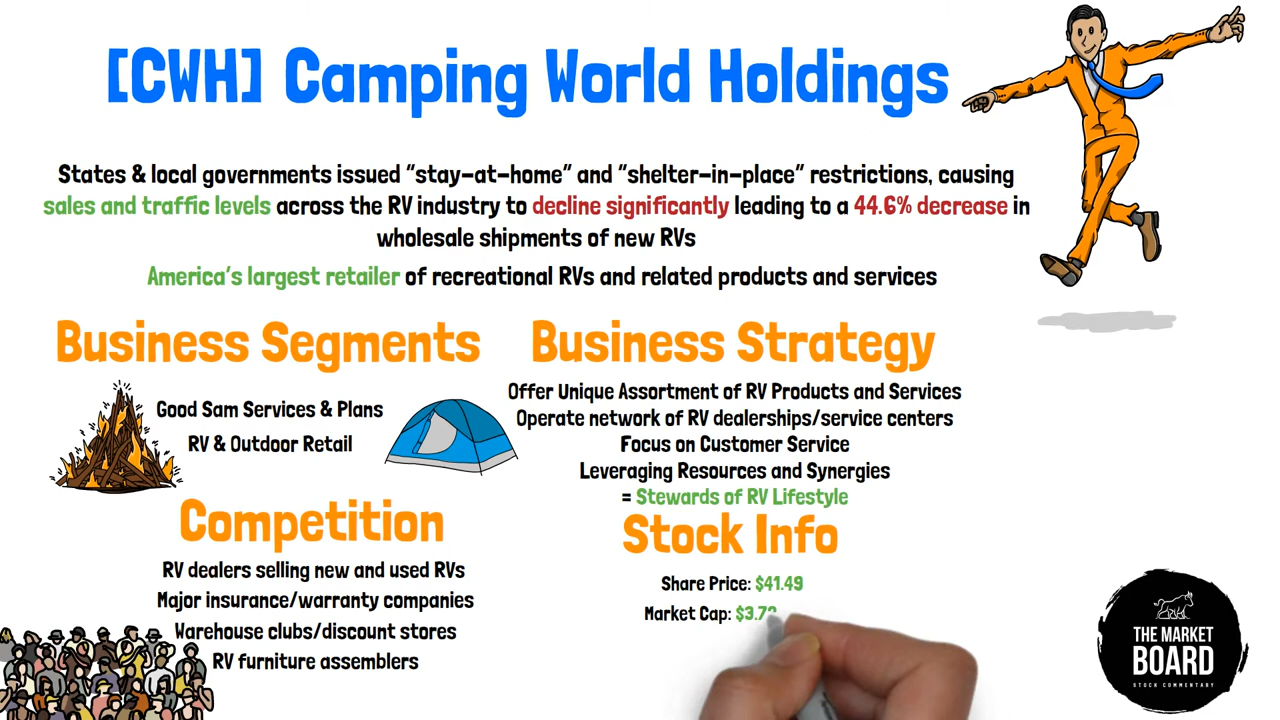 [CWH] Camping World Holdings
States & local governments issued "stay-at-home" and "shelter-in-place" restrictions, causing
sales and traffic levels across the RV industry to decline significantly leading to a 44.6% decrease in
wholesale shipments of new RVs
America's largest retailer of recreational RVs and related products and services
Business Segments
Good Sam Services & Plans
RV & Outdoor Retail
Business Strategy
Offer Unique Assortment of RV Products and Services
Operate network of RV dealerships/service centers
Focus on Customer Service
Leveraging Resources and Synergies
= Stewards of RV Lifestyle
Competition
RV dealers selling new and used RVs
Major insurance/warranty companies
Warehouse clubs/discount stores
RV furniture assemblers
Stock Info
Share Price: $41.49
Market Cap:
THE MARKET
BOARD
STOCK COMMENTARY